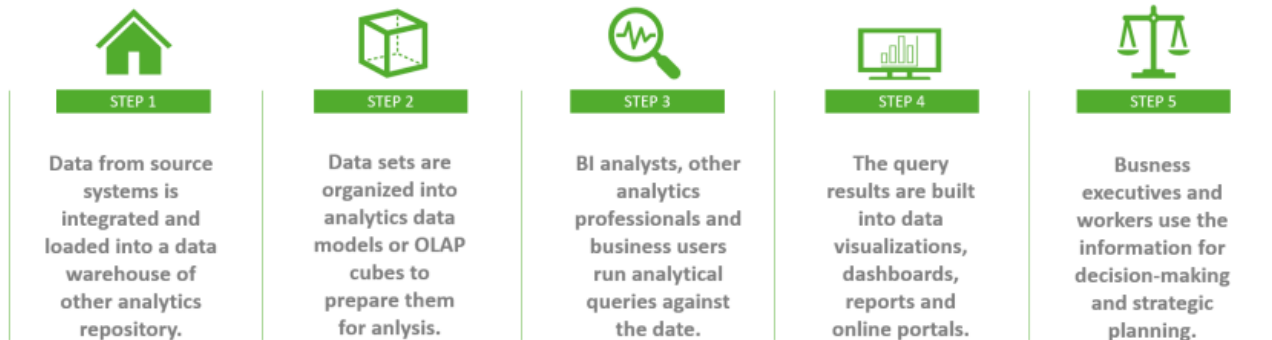 STEP 1
Data from source
systems is
integrated and
loaded into a data
warehouse of
other analytics
repository.
STEP 2
Data sets are
organized into
analytics data
models or OLAP
cubes to
prepare them
for anlysis.
STEP 3
BI analysts, other
analytics
professionals and
business users
run analytical
queries against
the date.
STEP 4
The query
results are built
into data
visualizations,
dashboards,
reports and
online portals.
STEP 5
Busness
executives and
workers use the
information for
decision-making
and strategic
planning.